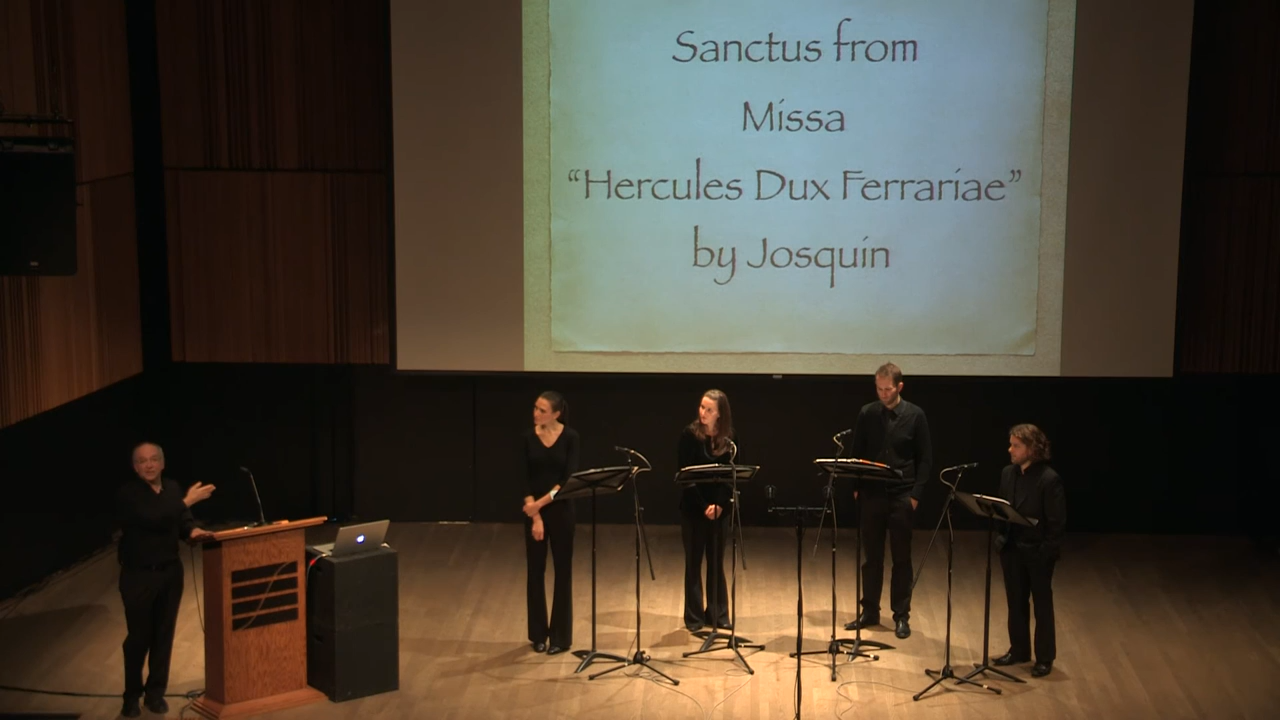 Sanctus from
Missa
“Hercules Dux Ferrariae”
by Josquin